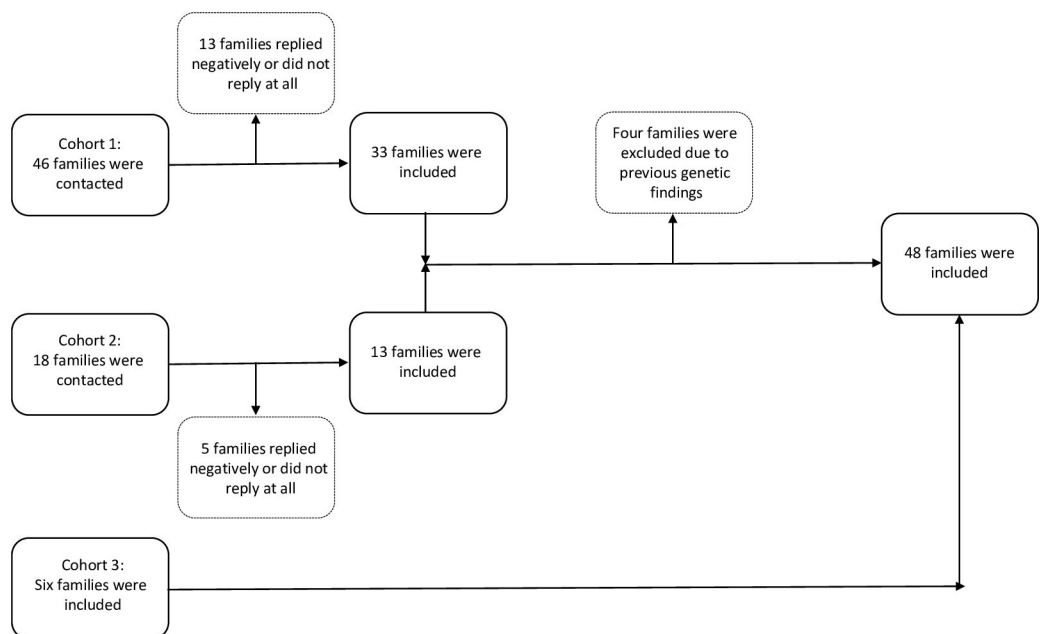 13 families replied
negatively or did not
reply at all
Cohort 1:
46 families were
contacted
33 families were
included
Four families were
excluded due to
previous genetic
findings
48 families were
included
Cohort 2:
18 families were
contacted
13 families were
included
5 families replied
negatively or did not
reply at all
Cohort 3:
Six families were
included